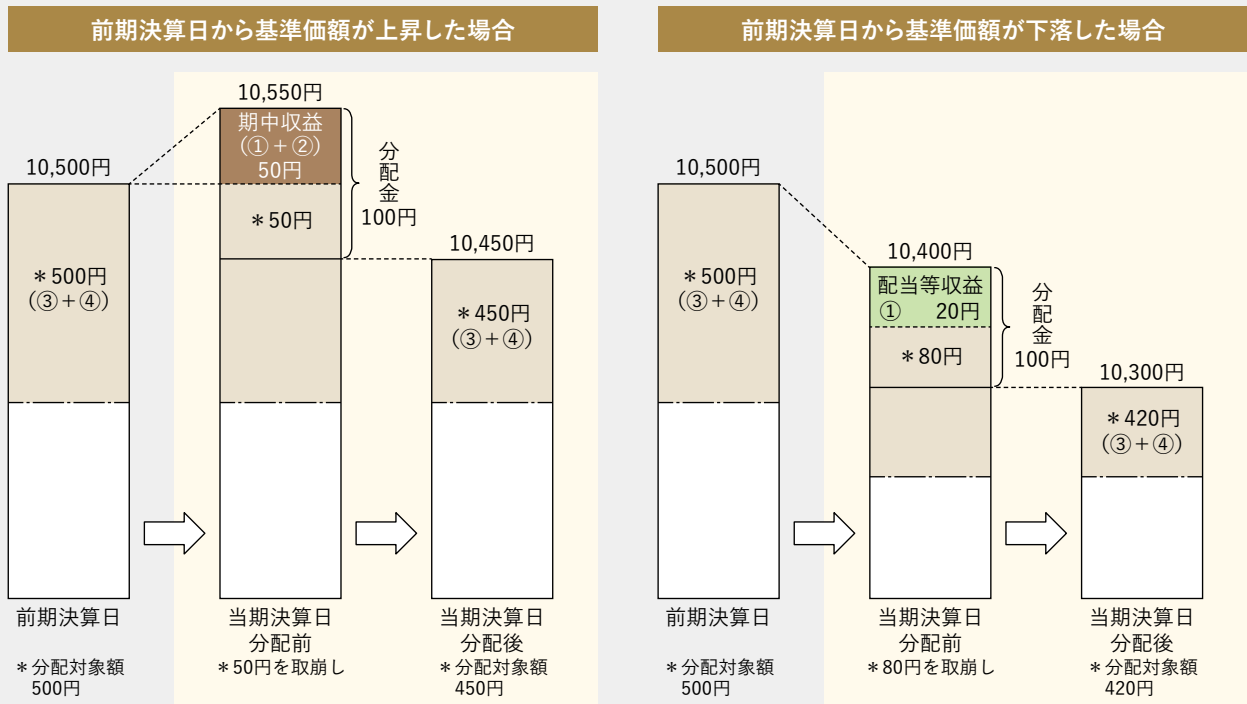 前期決算日から基準価額が上昇した場合
10,550円
期中収益
(①+②)
50円
分配金
100円
10,500円
*50円
10,450円
*500円
(③+④)
*450円
(③+④)
前期決算日
当期決算日
分配前
当期決算日
分配後
*分配対象額
500円
*50円を取崩し
*分配対象額
450円
前期決算日から基準価額が下落した場合
10,500円
10,400円
*500円
(③+④)
配当等収益
① 20円
分配金
100円
*80円
10,300円
*420円
(③+④)
前期決算日
当期決算日
分配前
当期決算日
分配後
*分配対象額
500円
*80円を取崩し
*分配対象額
420円